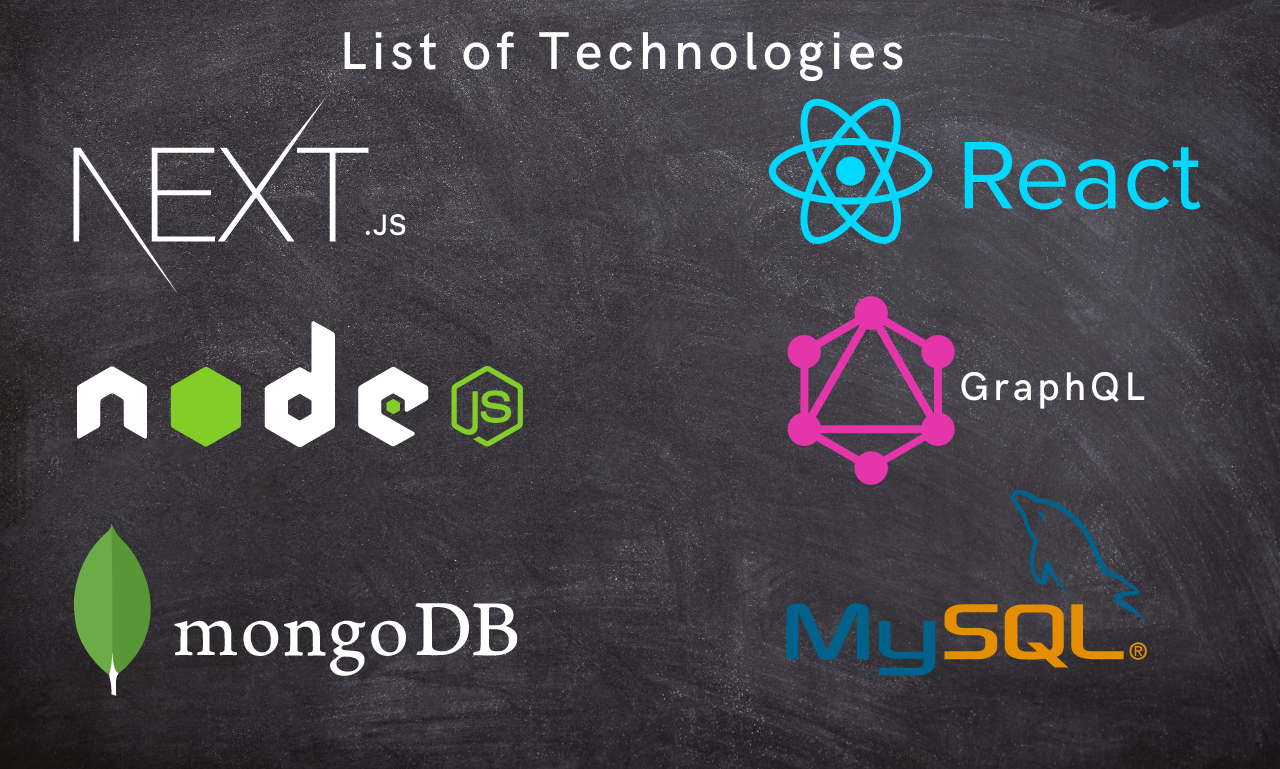 List of Technologies
NEXT.JS
React
node JS
GraphQL
mongoDB
MySQL®